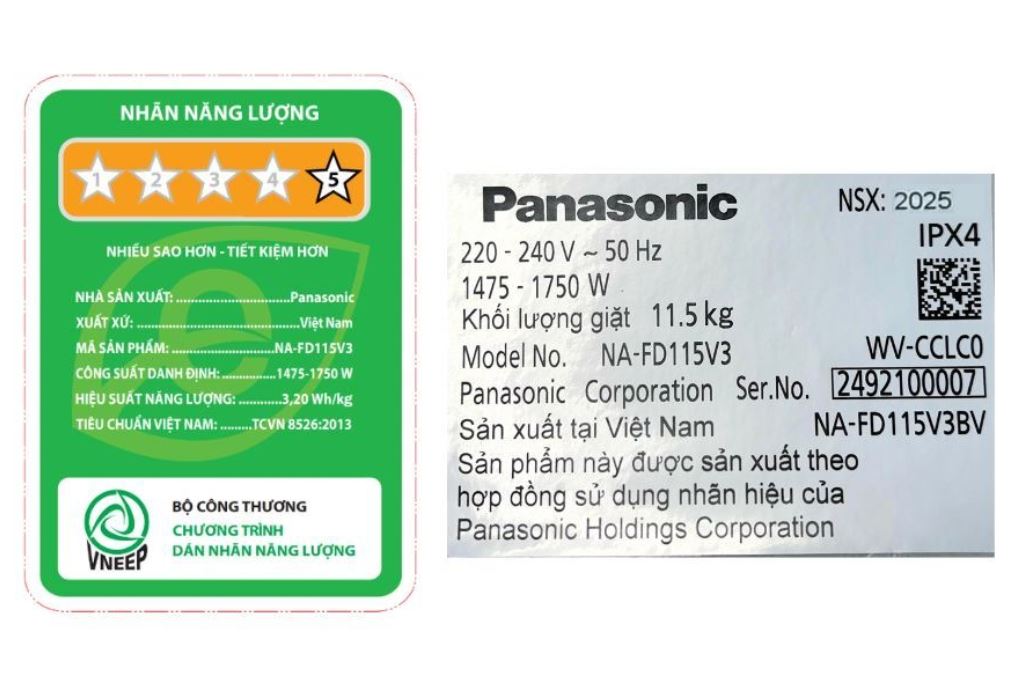 NHÃN NĂNG LƯỢNG
1 2 3 4 5
NHIỀU SAO HƠN - TIẾT KIỆM HƠN
NHÀ SẢN XUẤT: ................................Panasonic
XUẤT XỨ: ..............................................Việt Nam
MÃ SẢN PHẨM: .............................NA-FD115V3
CÔNG SUẤT DANH ĐỊNH: ...............1475-1750 W
HIỆU SUẤT NĂNG LƯỢNG: ............3,20 Wh/kg
TIÊU CHUẨN VIỆT NAM: .........TCVN 8526:2013
VNEEP
BỘ CÔNG THƯƠNG
CHƯƠNG TRÌNH
DÁN NHÃN NĂNG LƯỢNG
Panasonic NSX: 2025
IPX4
220 - 240 V ~ 50 Hz
1475 - 1750 W
Khối lượng giặt 11.5 kg
Model No. NA-FD115V3 WV-CCLC0
Panasonic Corporation Ser.No. 2492100007
Sản xuất tại Việt Nam NA-FD115V3BV
Sản phẩm này được sản xuất theo
hợp đồng sử dụng nhãn hiệu của
Panasonic Holdings Corporation